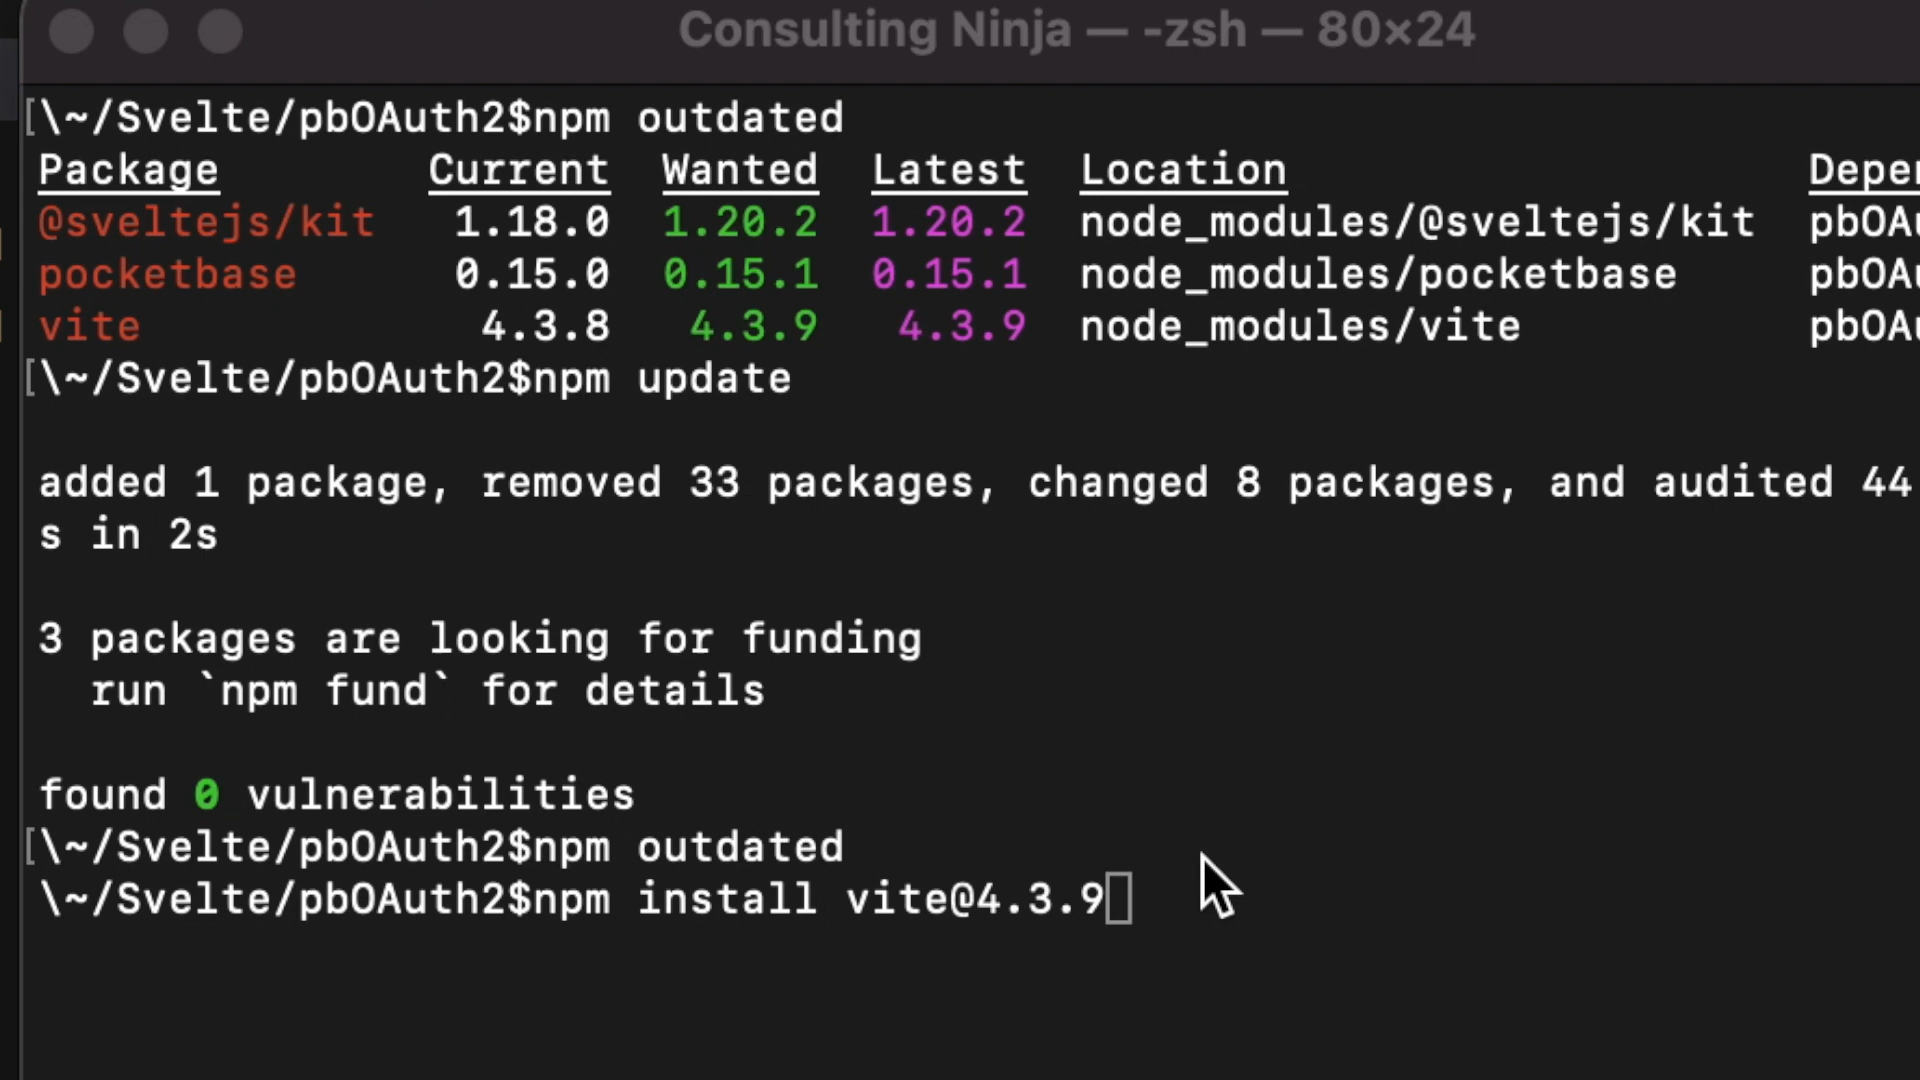 Consulting Ninja — -zsh — 80×24
[\~/Svelte/pbOAuth2$npm outdated
Package Current Wanted Latest Location Depen
@sveltejs/kit 1.18.0 1.20.2 1.20.2 node_modules/@sveltejs/kit pbOAu
pocketbase 0.15.0 0.15.1 0.15.1 node_modules/pocketbase pbOAu
vite 4.3.8 4.3.9 4.3.9 node_modules/vite pbOAu
[\~/Svelte/pbOAuth2$npm update
added 1 package, removed 33 packages, changed 8 packages, and audited 44
s in 2s
3 packages are looking for funding
run `npm fund` for details
found 0 vulnerabilities
[\~/Svelte/pbOAuth2$npm outdated
\~/Svelte/pbOAuth2$npm install vite@4.3.9